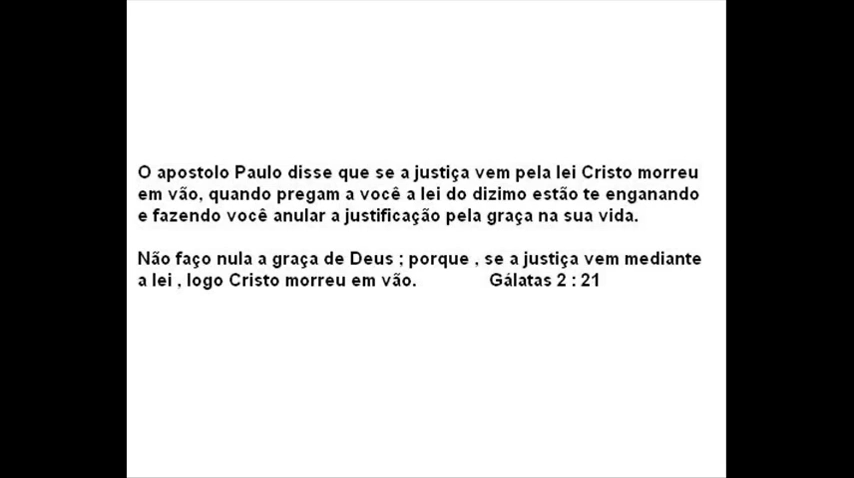 O apostolo Paulo disse que se a justiça vem pela lei Cristo morreu
em vão, quando pregam a você a lei do dizimo estão te enganando
e fazendo você anular a justificação pela graça na sua vida.
Não faço nula a graça de Deus ; porque , se a justiça vem mediante
a lei , logo Cristo morreu em vão. Gálatas 2 : 21